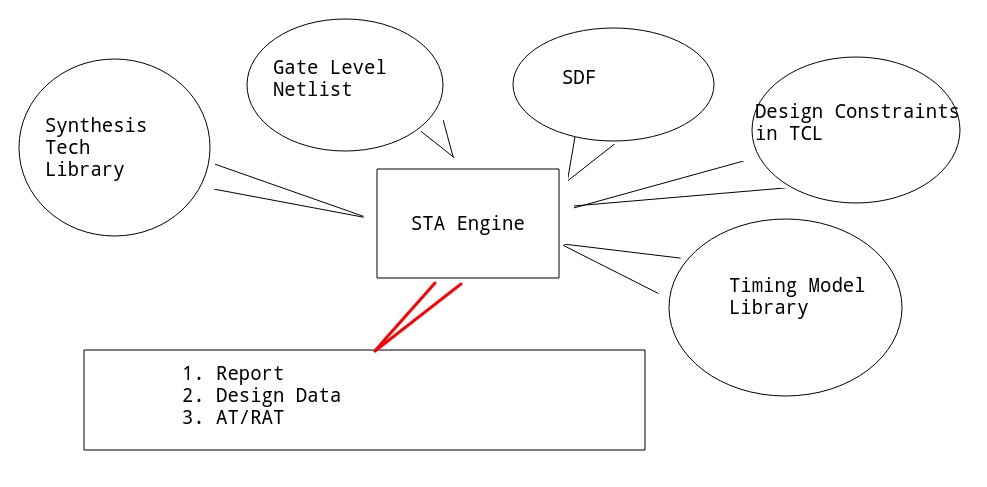 Gate Level
Netlist
SDF
Design Constraints
in TCL
Synthesis
Tech
Library
STA Engine
Timing Model
Library
1. Report
2. Design Data
3. AT/RAT